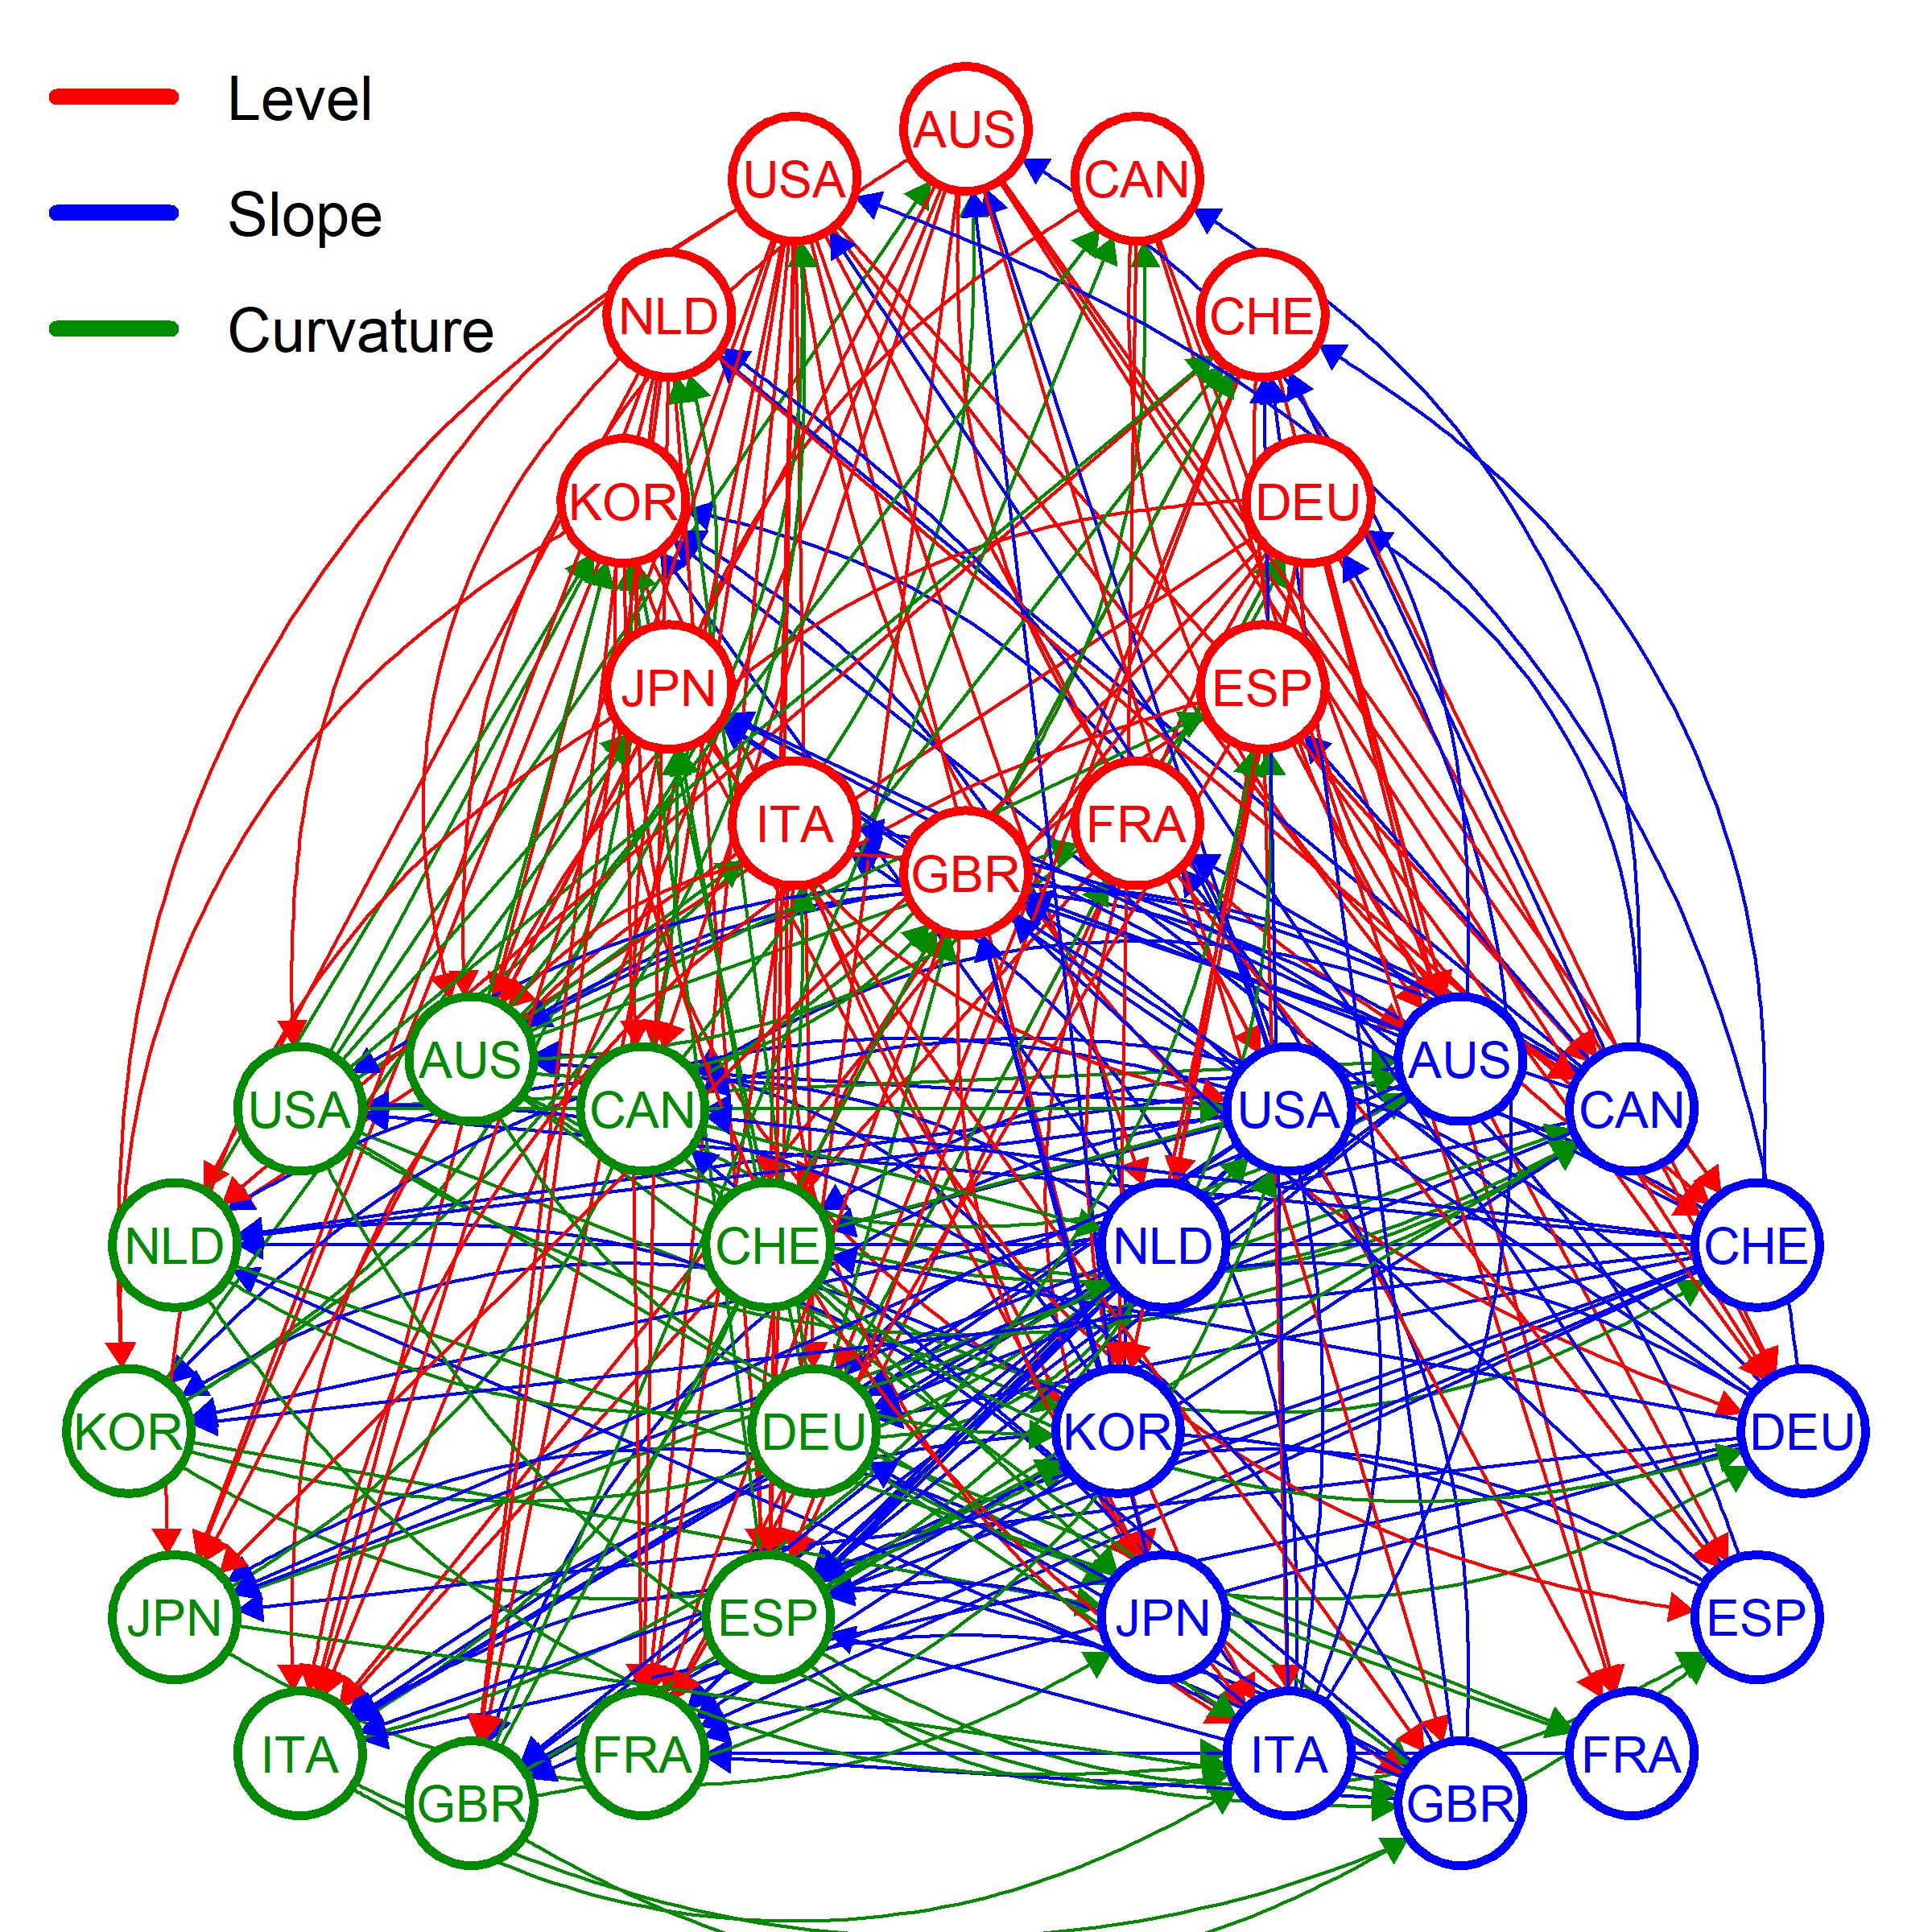 Level
Slope
Curvature
AUS
USA
CAN
NLD
CHE
KOR
DEU
JPN
ESP
ITA
FRA
GBR
AUS
USA
CAN
NLD
CHE
KOR
DEU
JPN
ESP
ITA
FRA
GBR
AUS
USA
CAN
NLD
CHE
KOR
DEU
JPN
ESP
ITA
FRA
GBR